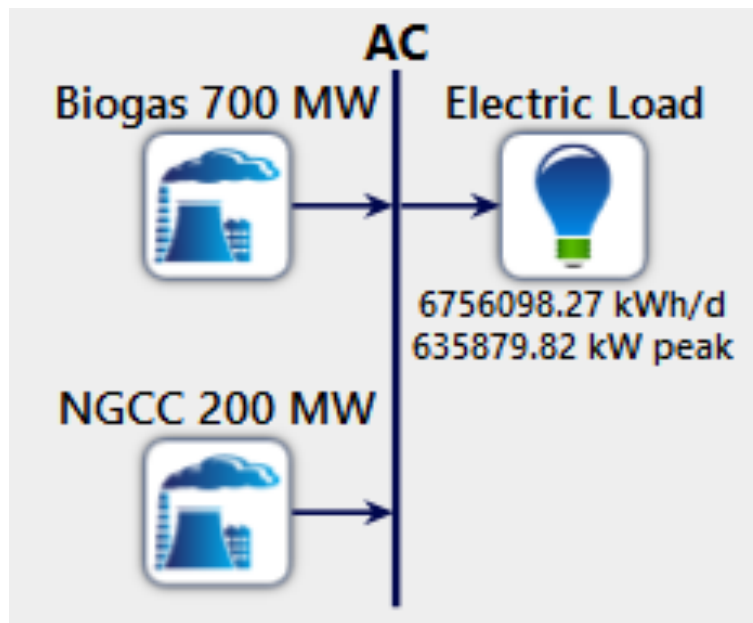 AC
Biogas 700 MW
Electric Load
6756098.27 kWh/d
635879.82 kW peak
NGCC 200 MW